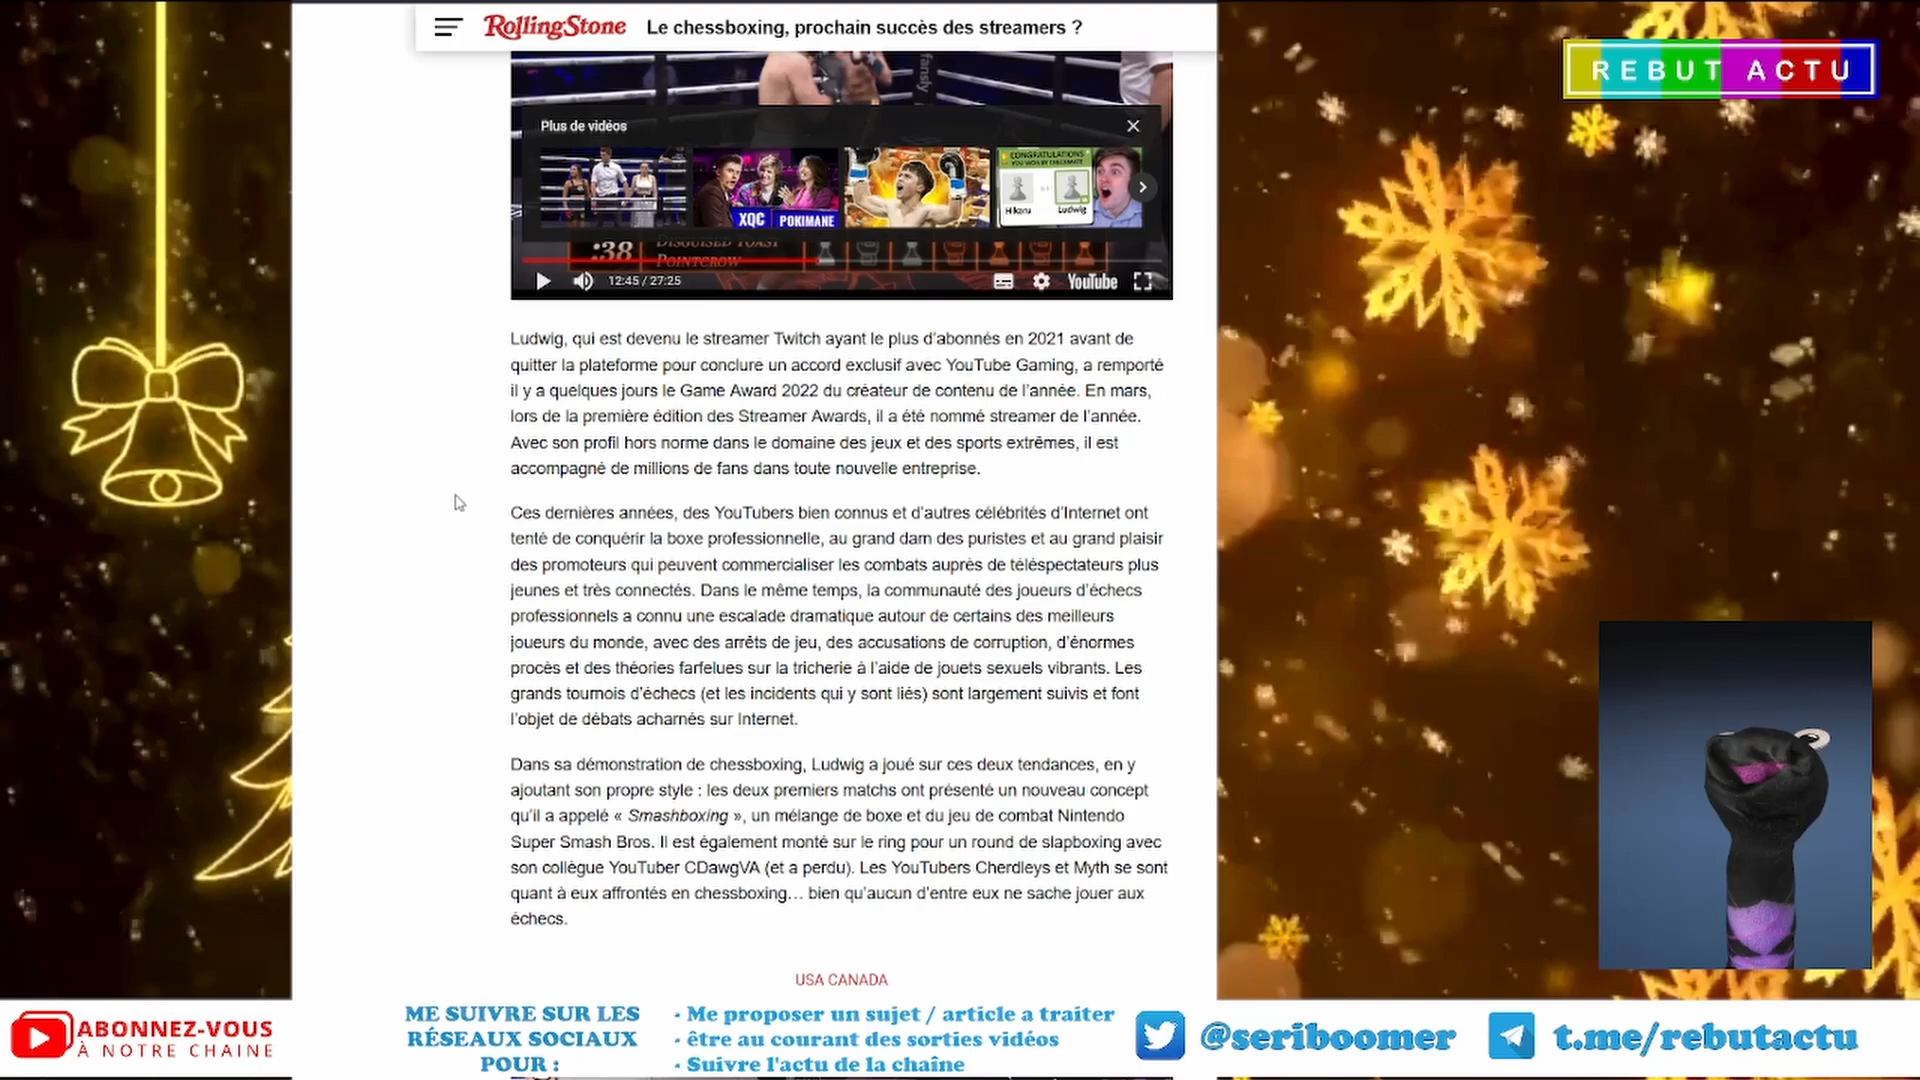 RollingStone Le chessboxing, prochain succès des streamers ?
REBUT ACTU
fansly
Plus de vidéos
CONGRATULATIONS
YOU WON BY CHECKMATE
Hikaru Ludwig
XQC POKIMANE
:38 DISGUISED TOAST
POINTCROW
12:45 / 27:25 YouTube
Ludwig, qui est devenu le streamer Twitch ayant le plus d’abonnés en 2021 avant de
quitter la plateforme pour conclure un accord exclusif avec YouTube Gaming, a remporté
il y a quelques jours le Game Award 2022 du créateur de contenu de l’année. En mars,
lors de la première édition des Streamer Awards, il a été nommé streamer de l’année.
Avec son profil hors norme dans le domaine des jeux et des sports extrêmes, il est
accompagné de millions de fans dans toute nouvelle entreprise.
Ces dernières années, des YouTubers bien connus et d’autres célébrités d’Internet ont
tenté de conquérir la boxe professionnelle, au grand dam des puristes et au grand plaisir
des promoteurs qui peuvent commercialiser les combats auprès de téléspectateurs plus
jeunes et très connectés. Dans le même temps, la communauté des joueurs d’échecs
professionnels a connu une escalade dramatique autour de certains des meilleurs
joueurs du monde, avec des arrêts de jeu, des accusations de corruption, d’énormes
procès et des théories farfelues sur la tricherie à l’aide de jouets sexuels vibrants. Les
grands tournois d’échecs (et les incidents qui y sont liés) sont largement suivis et font
l’objet de débats acharnés sur Internet.
Dans sa démonstration de chessboxing, Ludwig a joué sur ces deux tendances, en y
ajoutant son propre style : les deux premiers matchs ont présenté un nouveau concept
qu’il a appelé « Smashboxing », un mélange de boxe et du jeu de combat Nintendo
Super Smash Bros. Il est également monté sur le ring pour un round de slapboxing avec
son collègue YouTuber CDawgVA (et a perdu). Les YouTubers Cherdleys et Myth se sont
quant à eux affrontés en chessboxing… bien qu’aucun d’entre eux ne sache jouer aux
échecs.
USA CANADA
ABONNEZ-VOUS
À NOTRE CHAINE
ME SUIVRE SUR LES
RÉSEAUX SOCIAUX
POUR :
- Me proposer un sujet / article a traiter
- être au courant des sorties vidéos
- Suivre l'actu de la chaîne
@seriboomer
t.me/rebutactu